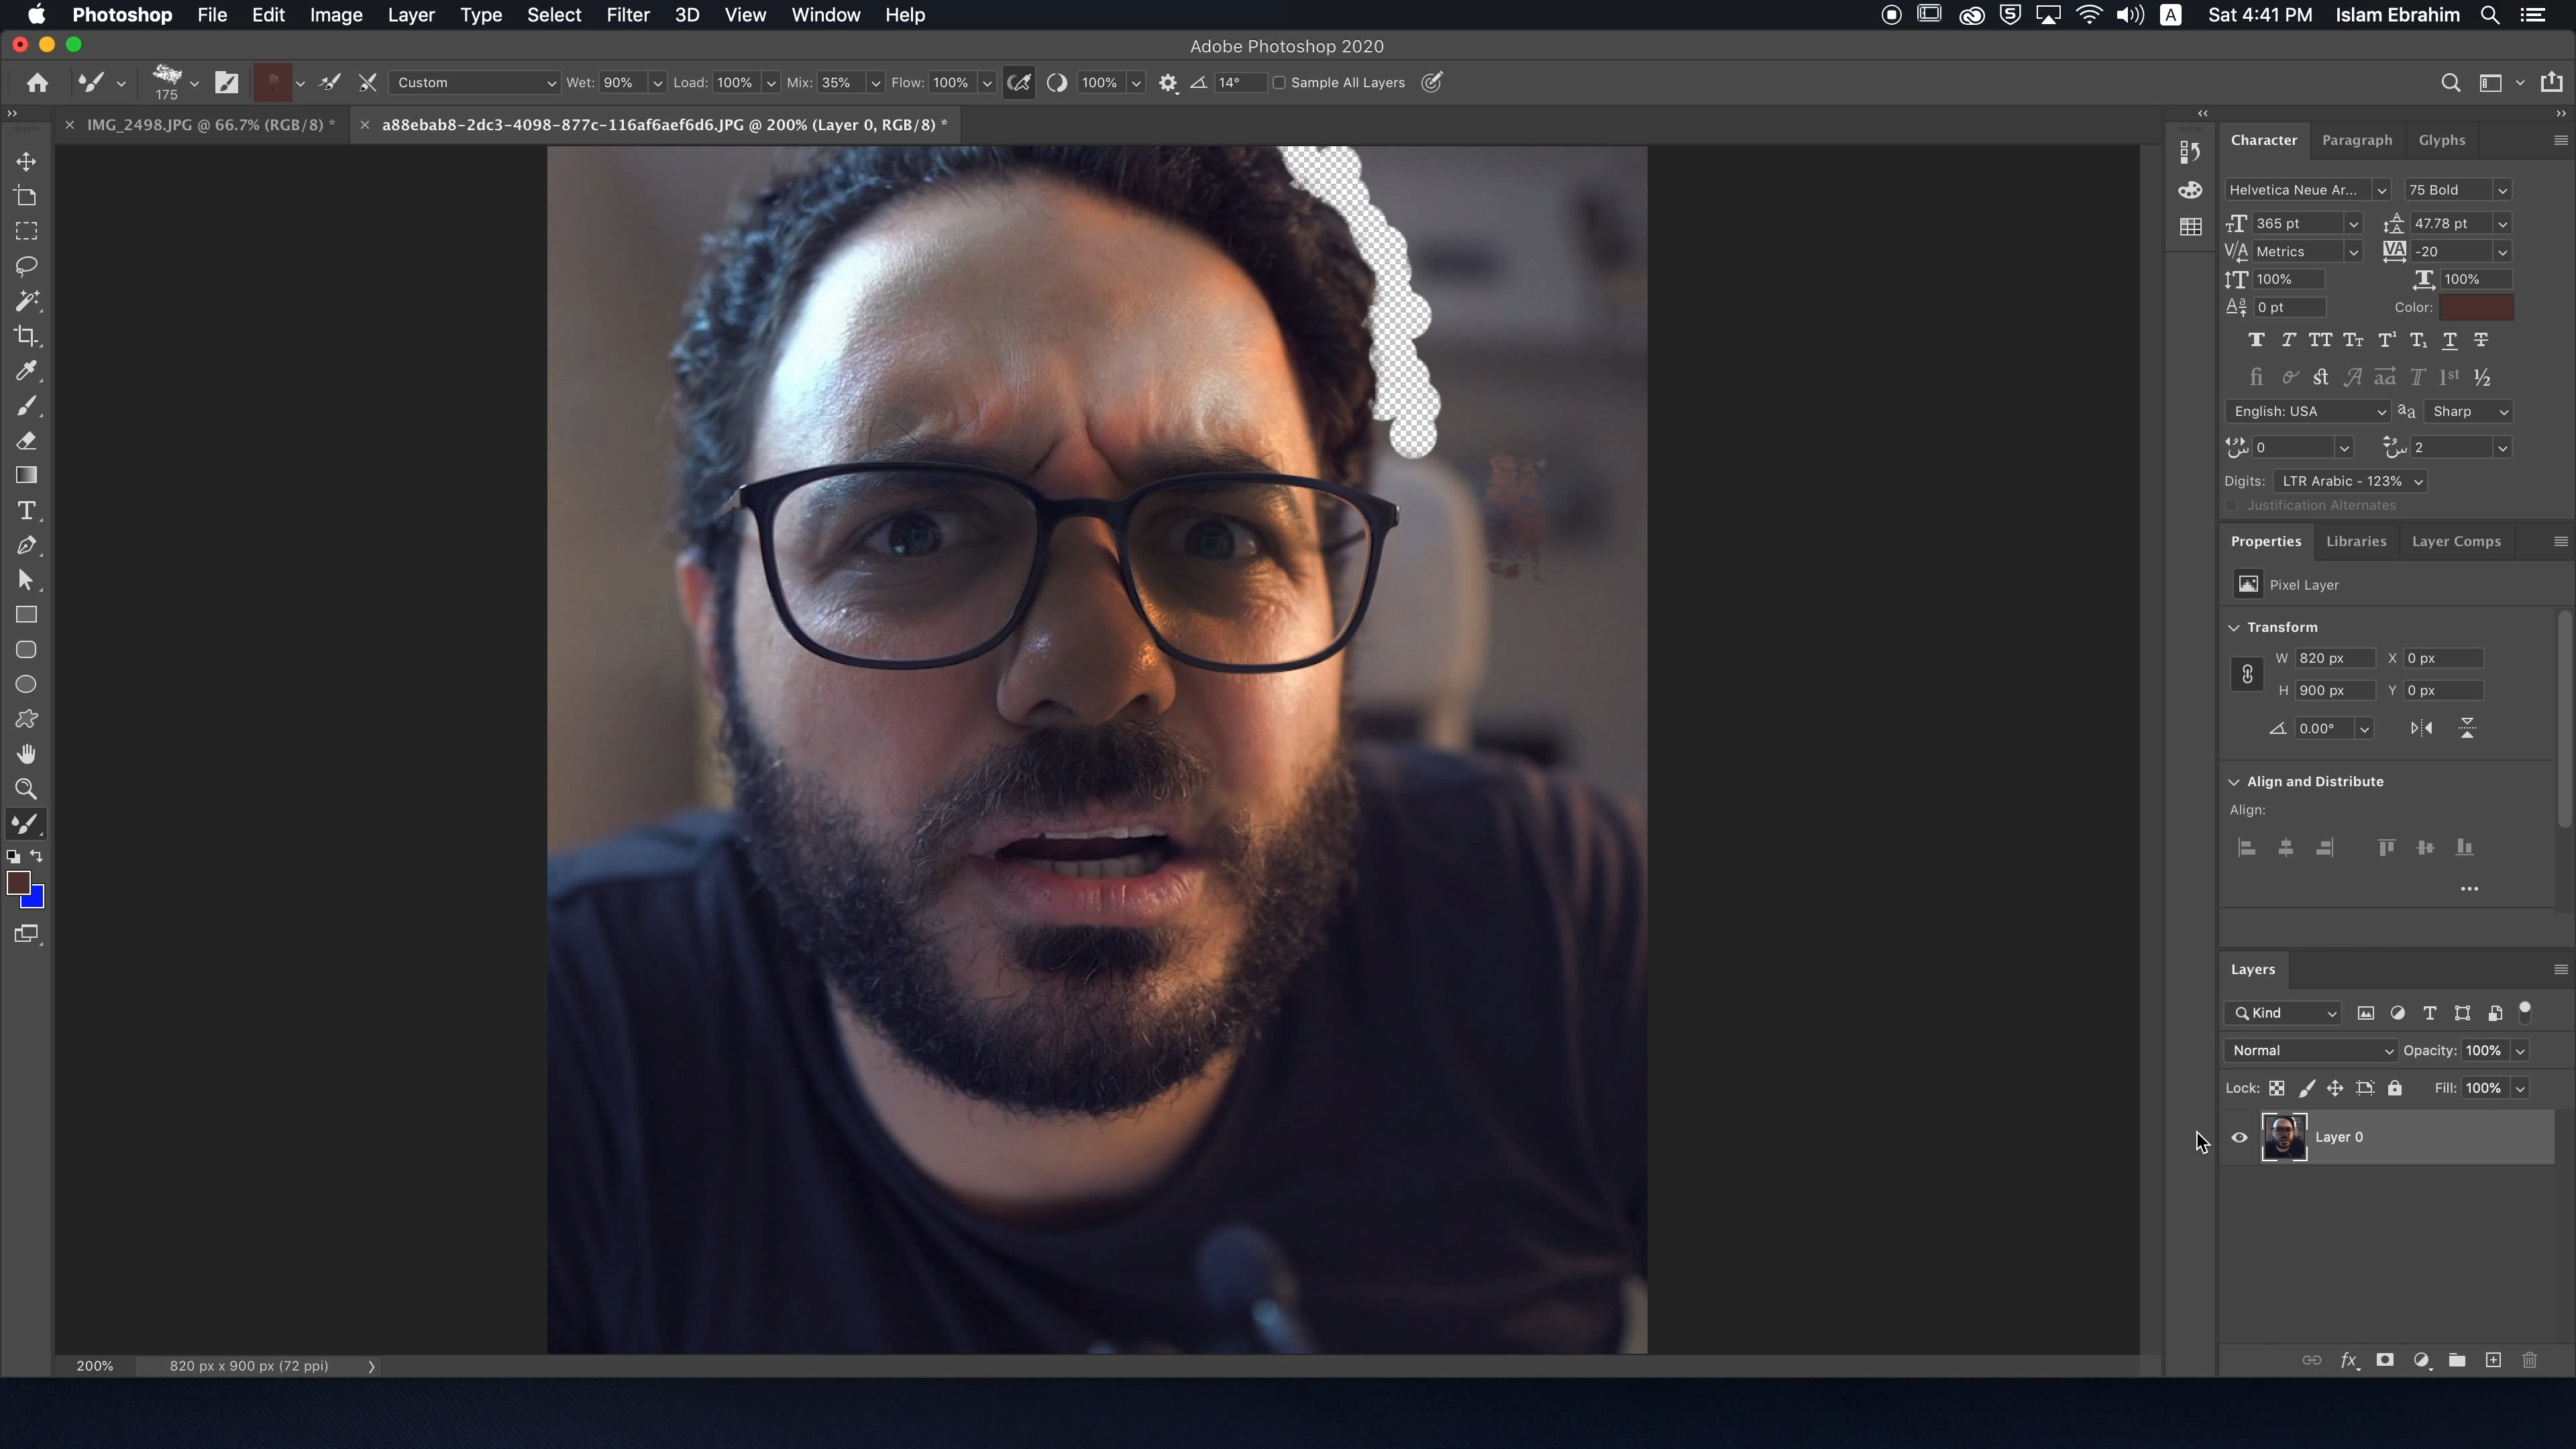 Photoshop File Edit Image Layer Type Select Filter 3D View Window Help A Sat 4:41 PM Islam Ebrahim
Adobe Photoshop 2020
175 Custom Wet: 90% Load: 100% Mix: 35% Flow: 100% 100% 14° Sample All Layers
IMG_2498.JPG @ 66.7% (RGB/8) * a88ebab8-2dc3-4098-877c-116af6aef6d6.JPG @ 200% (Layer 0, RGB/8) *
Character Paragraph Glyphs
Helvetica Neue Ar... 75 Bold
365 pt 47.78 pt
Metrics -20
100% 100%
0 pt Color:
English: USA Sharp
0 2
Digits: LTR Arabic - 123%
Justification Alternates
Properties Libraries Layer Comps
Pixel Layer
Transform
W 820 px X 0 px
H 900 px Y 0 px
0.00°
Align and Distribute
Align:
Layers
Kind
Normal Opacity: 100%
Lock: Fill: 100%
Layer 0
200% 820 px x 900 px (72 ppi)